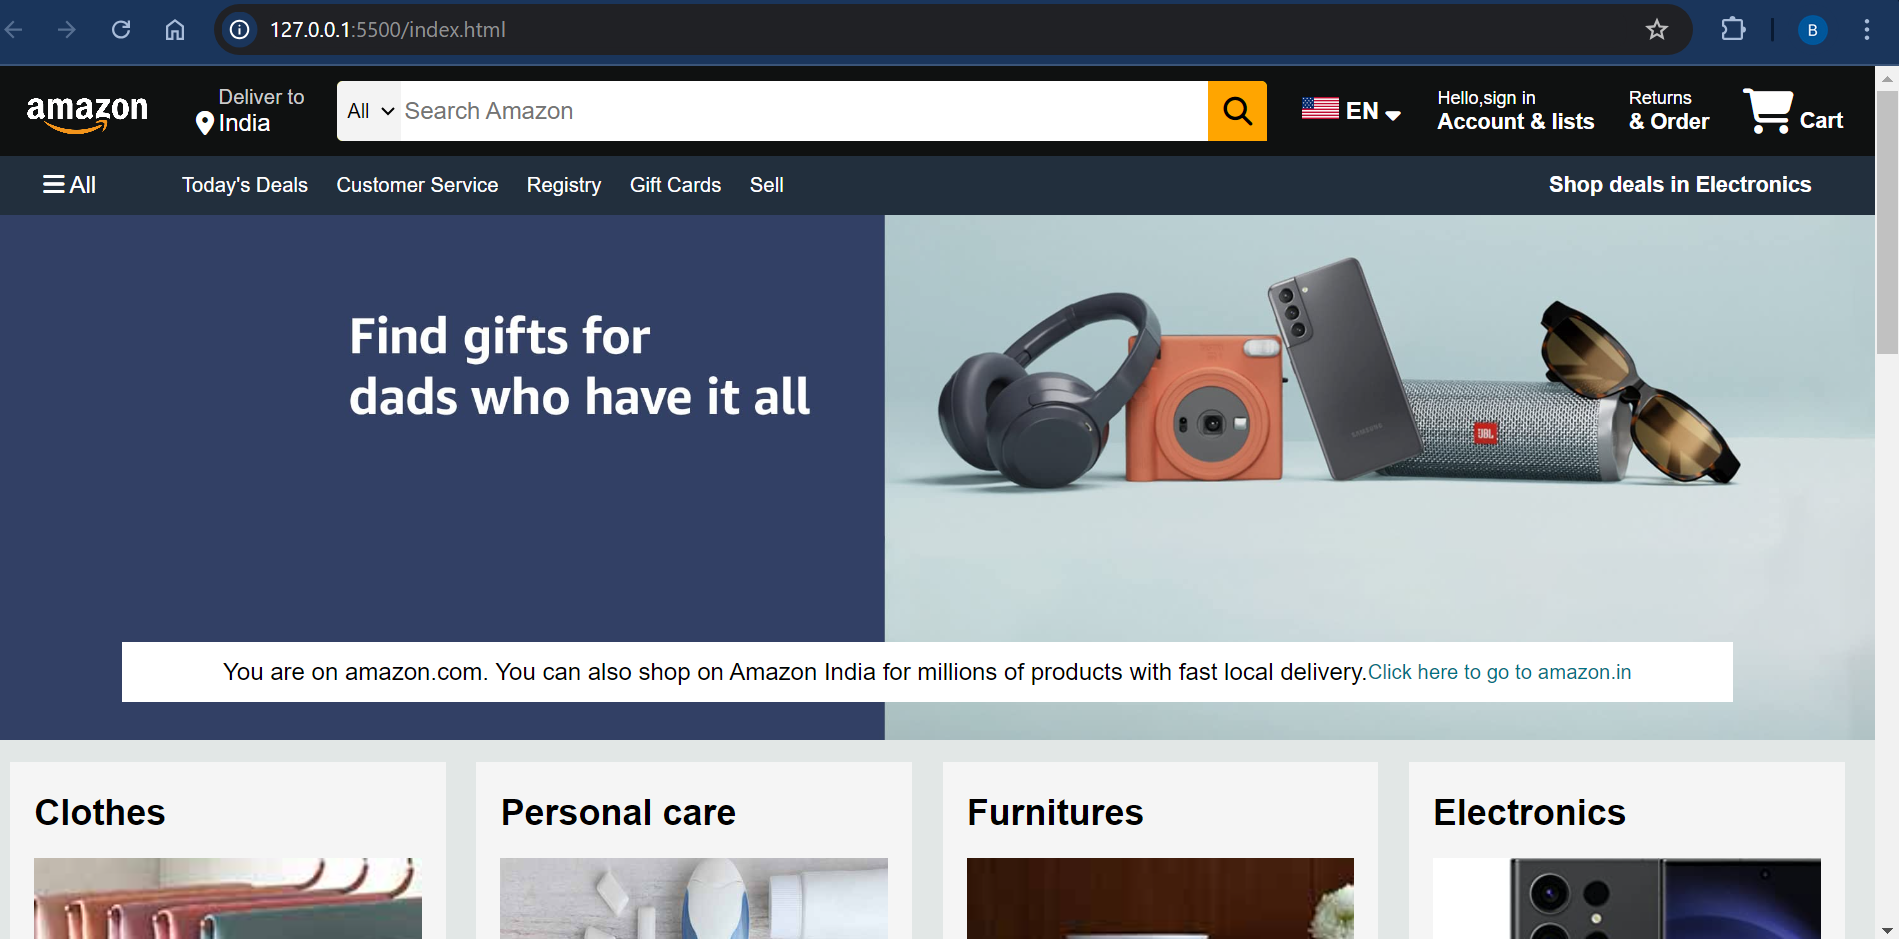 127.0.0.1:5500/index.html
B
amazon
Deliver to
India
All
Search Amazon
EN
Hello,sign in
Account & lists
Returns
& Order
Cart
All
Today's Deals
Customer Service
Registry
Gift Cards
Sell
Shop deals in Electronics
Find gifts for
dads who have it all
SAMSUNG
JBL
You are on amazon.com. You can also shop on Amazon India for millions of products with fast local delivery.Click here to go to amazon.in
Clothes
Personal care
Furnitures
Electronics